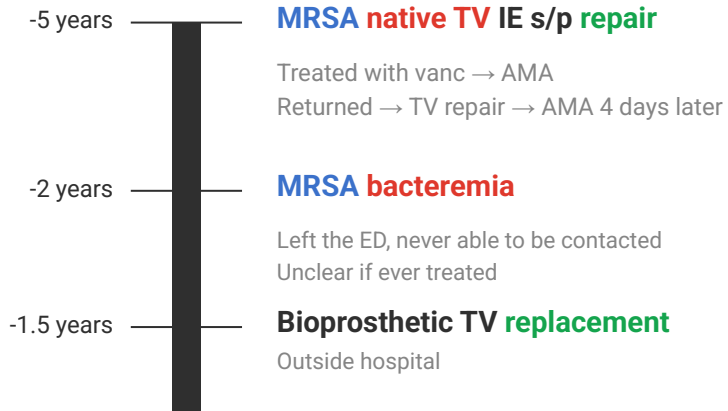 -5 years
MRSA native TV IE s/p repair
Treated with vanc → AMA
Returned → TV repair → AMA 4 days later
-2 years
MRSA bacteremia
Left the ED, never able to be contacted
Unclear if ever treated
-1.5 years
Bioprosthetic TV replacement
Outside hospital